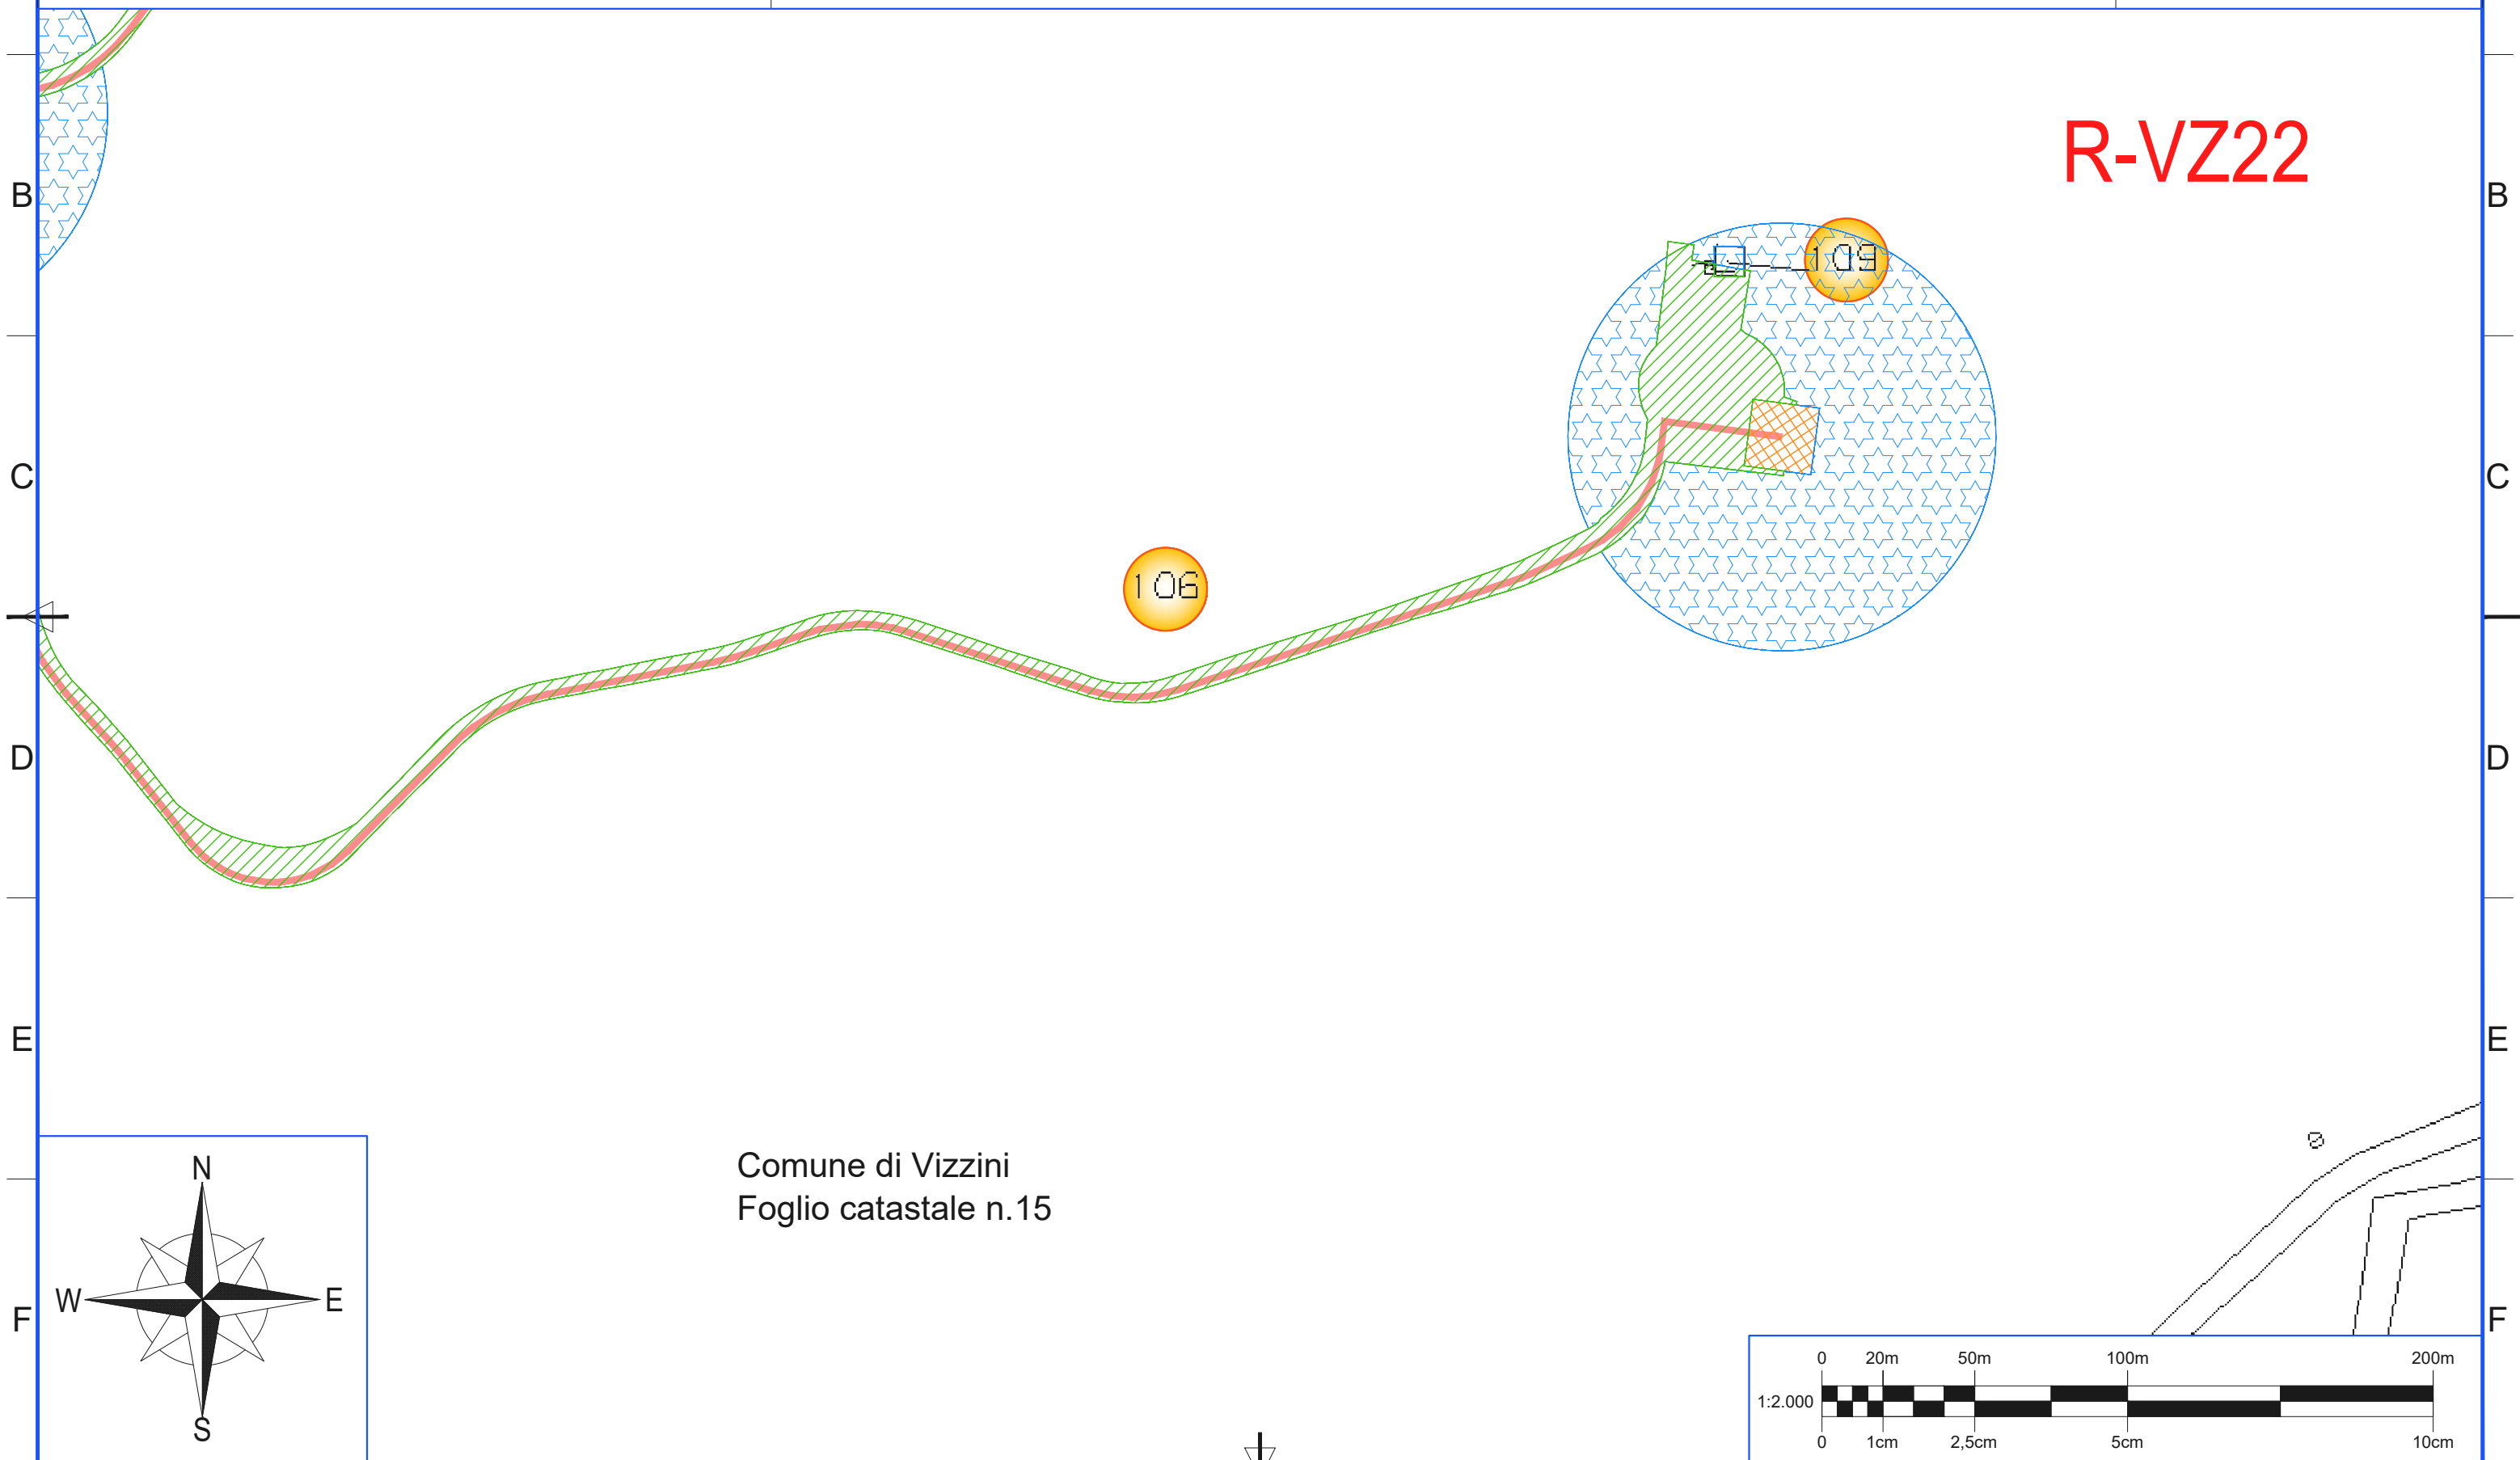 B
B
R-VZ22
109
C
C
106
D
D
E
E
Comune di Vizzini
Foglio catastale n.15
N
W
E
S
F
F
0 20m 50m 100m 200m
1:2.000
0 1cm 2,5cm 5cm 10cm